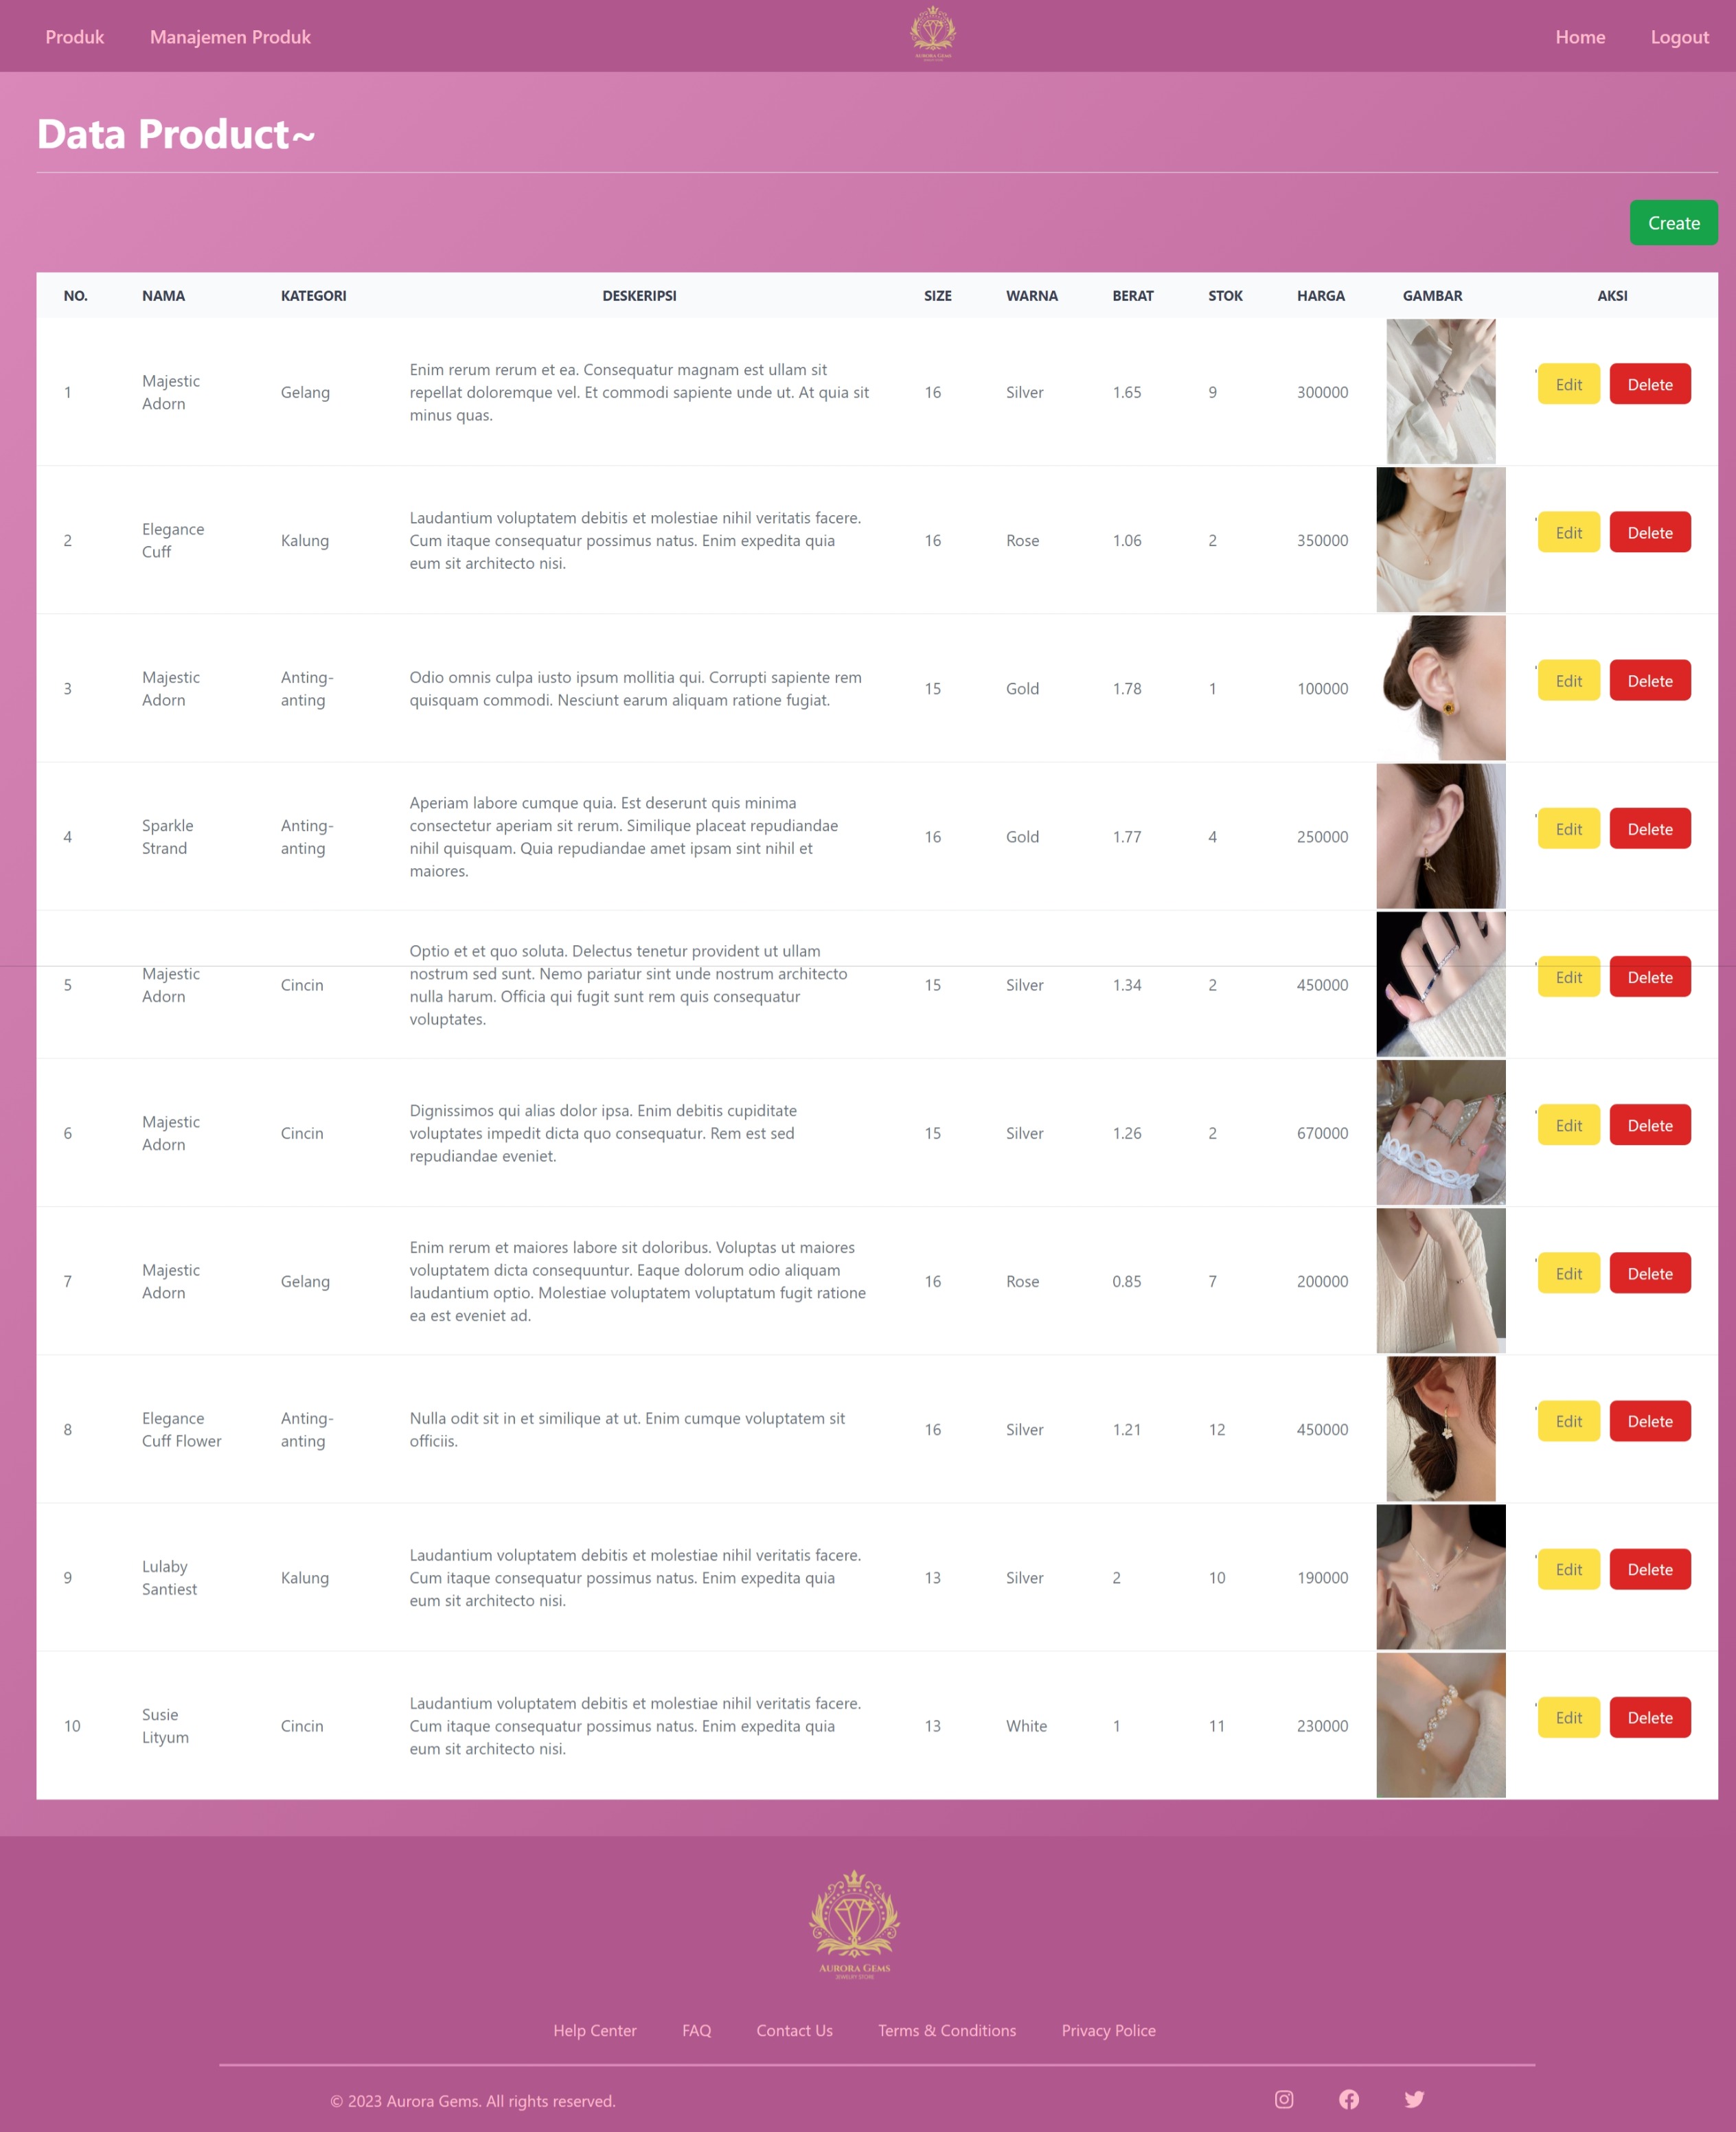 Produk Manajemen Produk AURORA GEMS Home Logout
Data Product~
Create
NO. NAMA KATEGORI DESKERIPSI SIZE WARNA BERAT STOK HARGA GAMBAR AKSI
1 Majestic Adorn Gelang Enim rerum rerum et ea. Consequatur magnam est ullam sit
repellat doloremque vel. Et commodi sapiente unde ut. At quia sit
minus quas. 16 Silver 1.65 9 300000 ' Edit Delete
2 Elegance Cuff Kalung Laudantium voluptatem debitis et molestiae nihil veritatis facere.
Cum itaque consequatur possimus natus. Enim expedita quia
eum sit architecto nisi. 16 Rose 1.06 2 350000 ' Edit Delete
3 Majestic Adorn Anting-anting Odio omnis culpa iusto ipsum mollitia qui. Corrupti sapiente rem
quisquam commodi. Nesciunt earum aliquam ratione fugiat. 15 Gold 1.78 1 100000 ' Edit Delete
4 Sparkle Strand Anting-anting Aperiam labore cumque quia. Est deserunt quis minima
consectetur aperiam sit rerum. Similique placeat repudiandae
nihil quisquam. Quia repudiandae amet ipsam sint nihil et
maiores. 16 Gold 1.77 4 250000 ' Edit Delete
5 Majestic Adorn Cincin Optio et et quo soluta. Delectus tenetur provident ut ullam
nostrum sed sunt. Nemo pariatur sint unde nostrum architecto
nulla harum. Officia qui fugit sunt rem quis consequatur
voluptates. 15 Silver 1.34 2 450000 ' Edit Delete
6 Majestic Adorn Cincin Dignissimos qui alias dolor ipsa. Enim debitis cupiditate
voluptates impedit dicta quo consequatur. Rem est sed
repudiandae eveniet. 15 Silver 1.26 2 670000 ' Edit Delete
7 Majestic Adorn Gelang Enim rerum et maiores labore sit doloribus. Voluptas ut maiores
voluptatem dicta consequuntur. Eaque dolorum odio aliquam
laudantium optio. Molestiae voluptatem voluptatum fugit ratione
ea est eveniet ad. 16 Rose 0.85 7 200000 ' Edit Delete
8 Elegance Cuff Flower Anting-anting Nulla odit sit in et similique at ut. Enim cumque voluptatem sit
officiis. 16 Silver 1.21 12 450000 ' Edit Delete
9 Lulaby Santiest Kalung Laudantium voluptatem debitis et molestiae nihil veritatis facere.
Cum itaque consequatur possimus natus. Enim expedita quia
eum sit architecto nisi. 13 Silver 2 10 190000 ' Edit Delete
10 Susie Lityum Cincin Laudantium voluptatem debitis et molestiae nihil veritatis facere.
Cum itaque consequatur possimus natus. Enim expedita quia
eum sit architecto nisi. 13 White 1 11 230000 ' Edit Delete
AURORA GEMS
JEWELRY STORE
Help Center FAQ Contact Us Terms & Conditions Privacy Police
© 2023 Aurora Gems. All rights reserved.